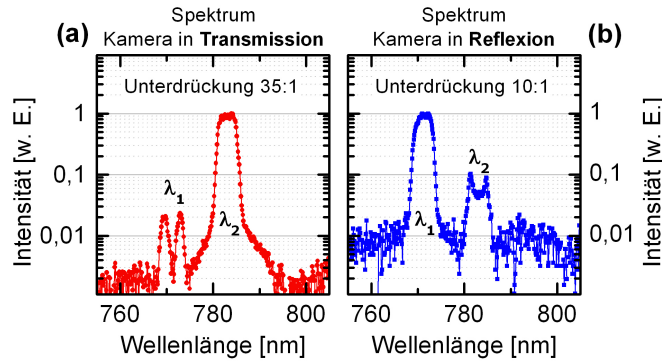 (a)
Spektrum
Kamera in Transmission
Unterdrückung 35:1
λ1
λ2
Intensität [w. E.]
1
0,1
0,01
760
780
800
Wellenlänge [nm]
(b)
Spektrum
Kamera in Reflexion
Unterdrückung 10:1
λ1
λ2
1
0,1
0,01
Intensität [w. E.]
760
780
800
Wellenlänge [nm]